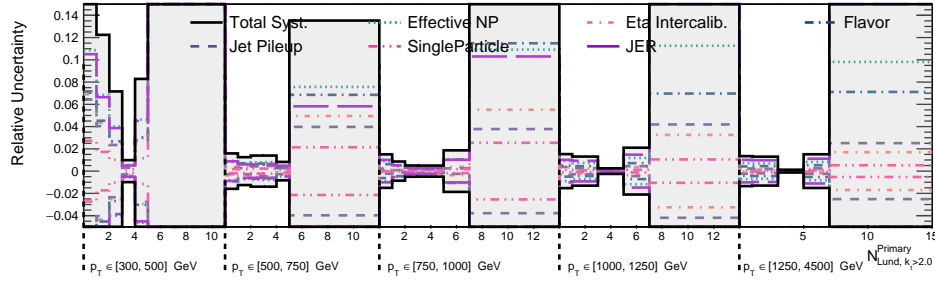 Total Syst. Effective NP Eta Intercalib. Flavor
Jet Pileup SingleParticle JER
Relative Uncertainty
0.14
0.12
0.1
0.08
0.06
0.04
0.02
0
−0.02
−0.04
2 4 6 8 10 2 4 6 8 10 2 4 6 8 10 12 2 4 6 8 10 12 5 10 15
p_T ∈ [300, 500] GeV p_T ∈ [500, 750] GeV p_T ∈ [750, 1000] GeV p_T ∈ [1000, 1250] GeV p_T ∈ [1250, 4500] GeV
N^Primary_Lund, k_t>2.0